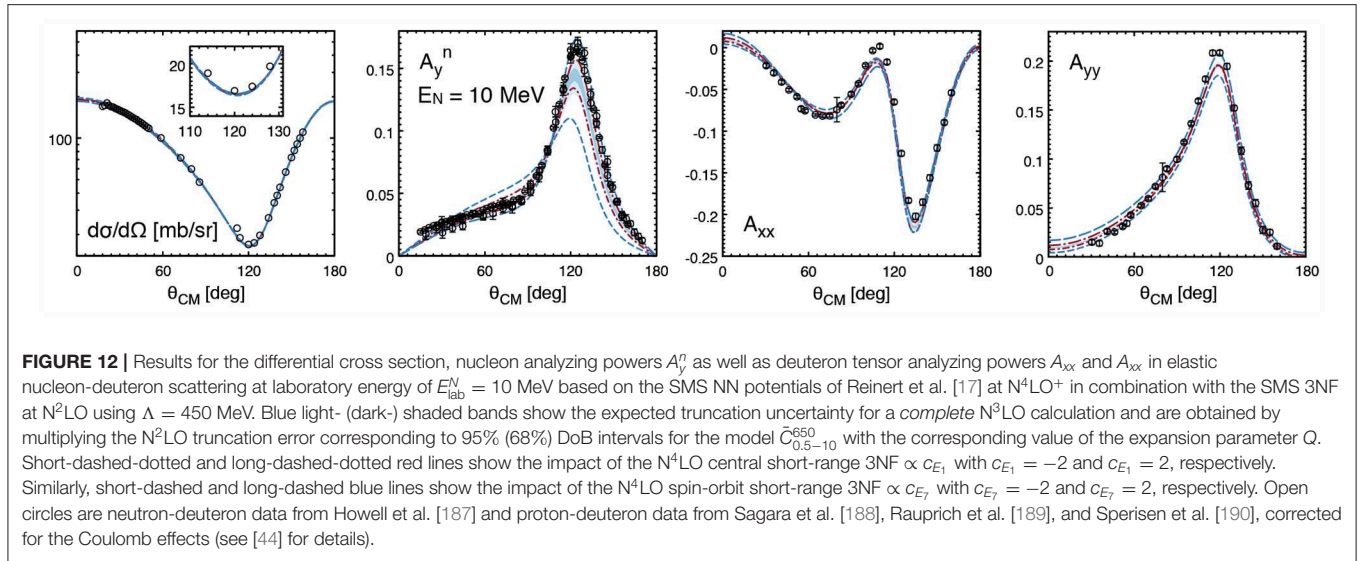 100
dσ/dΩ [mb/sr]
20
15
110 120 130
0 60 120 180
θCM [deg]
Ayⁿ
EN = 10 MeV
0.15
0.1
0.05
0
0 60 120 180
θCM [deg]
0
-0.05
-0.1
-0.15
-0.2
-0.25
Axx
0 60 120 180
θCM [deg]
Ayy
0.2
0.15
0.1
0.05
0
0 60 120 180
θCM [deg]
FIGURE 12 | Results for the differential cross section, nucleon analyzing powers Ayⁿ as well as deuteron tensor analyzing powers Axx and Axx in elastic
nucleon-deuteron scattering at laboratory energy of E^N_lab = 10 MeV based on the SMS NN potentials of Reinert et al. [17] at N⁴LO⁺ in combination with the SMS 3NF
at N²LO using Λ = 450 MeV. Blue light- (dark-) shaded bands show the expected truncation uncertainty for a complete N³LO calculation and are obtained by
multiplying the N²LO truncation error corresponding to 95% (68%) DoB intervals for the model C̄^650_0.5−10 with the corresponding value of the expansion parameter Q.
Short-dashed-dotted and long-dashed-dotted red lines show the impact of the N⁴LO central short-range 3NF ∝ cE₁ with cE₁ = −2 and cE₁ = 2, respectively.
Similarly, short-dashed and long-dashed blue lines show the impact of the N⁴LO spin-orbit short-range 3NF ∝ cE₇ with cE₇ = −2 and cE₇ = 2, respectively. Open
circles are neutron-deuteron data from Howell et al. [187] and proton-deuteron data from Sagara et al. [188], Rauprich et al. [189], and Sperisen et al. [190], corrected
for the Coulomb effects (see [44] for details).